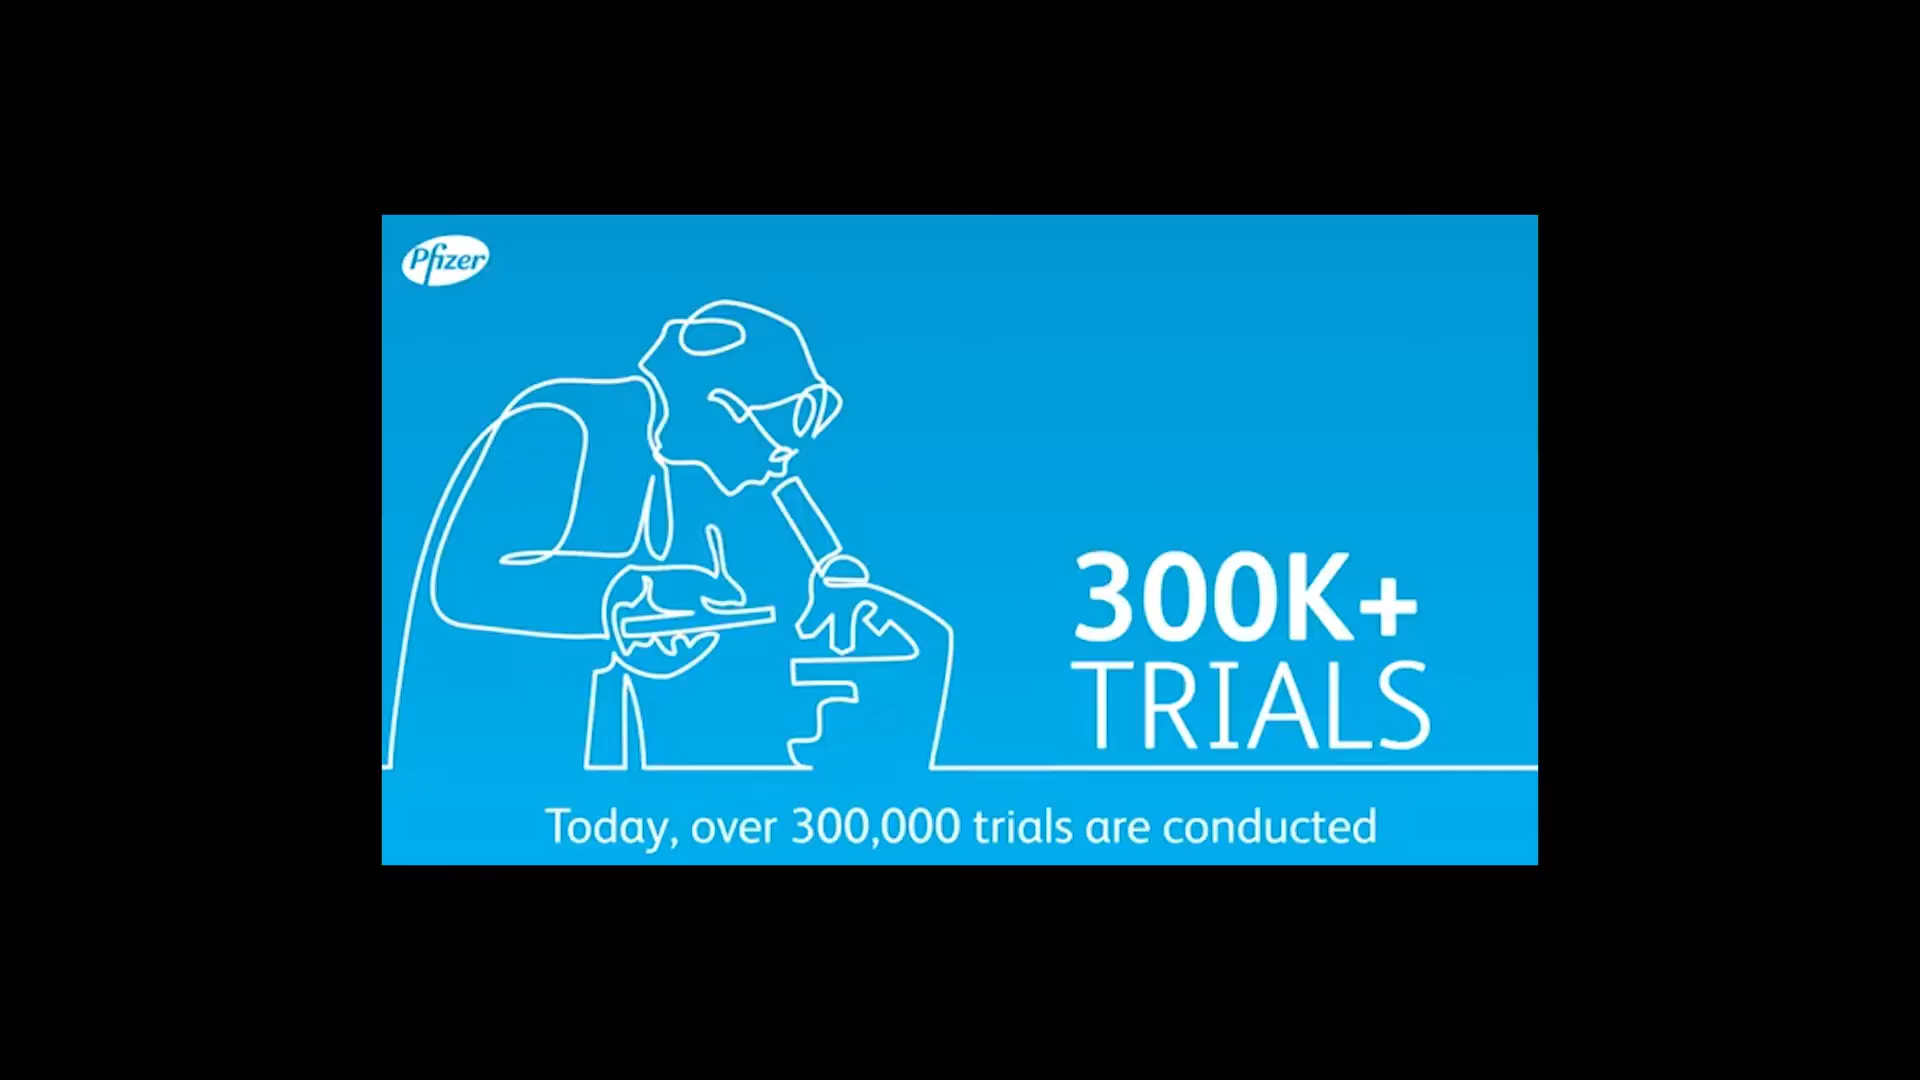 Pfizer
300K+
TRIALS
Today, over 300,000 trials are conducted